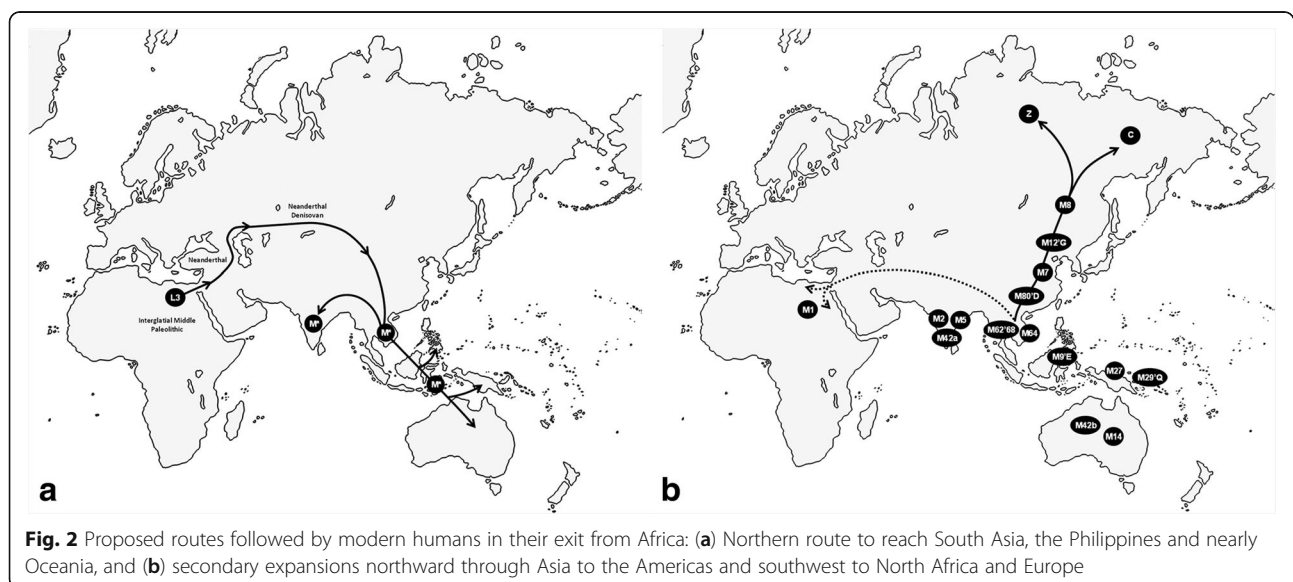 Neanderthal
Denisovan
Neanderthal
L3
Interglatial Middle
Paleolithic
M*
M*
M*
a
Z
C
M8
M12'G
M7
M80'D
M1
M2
M5
M42a
M62'68
M64
M9'E
M27
M29'Q
M42b
M14
b
Fig. 2 Proposed routes followed by modern humans in their exit from Africa: (a) Northern route to reach South Asia, the Philippines and nearly
Oceania, and (b) secondary expansions northward through Asia to the Americas and southwest to North Africa and Europe